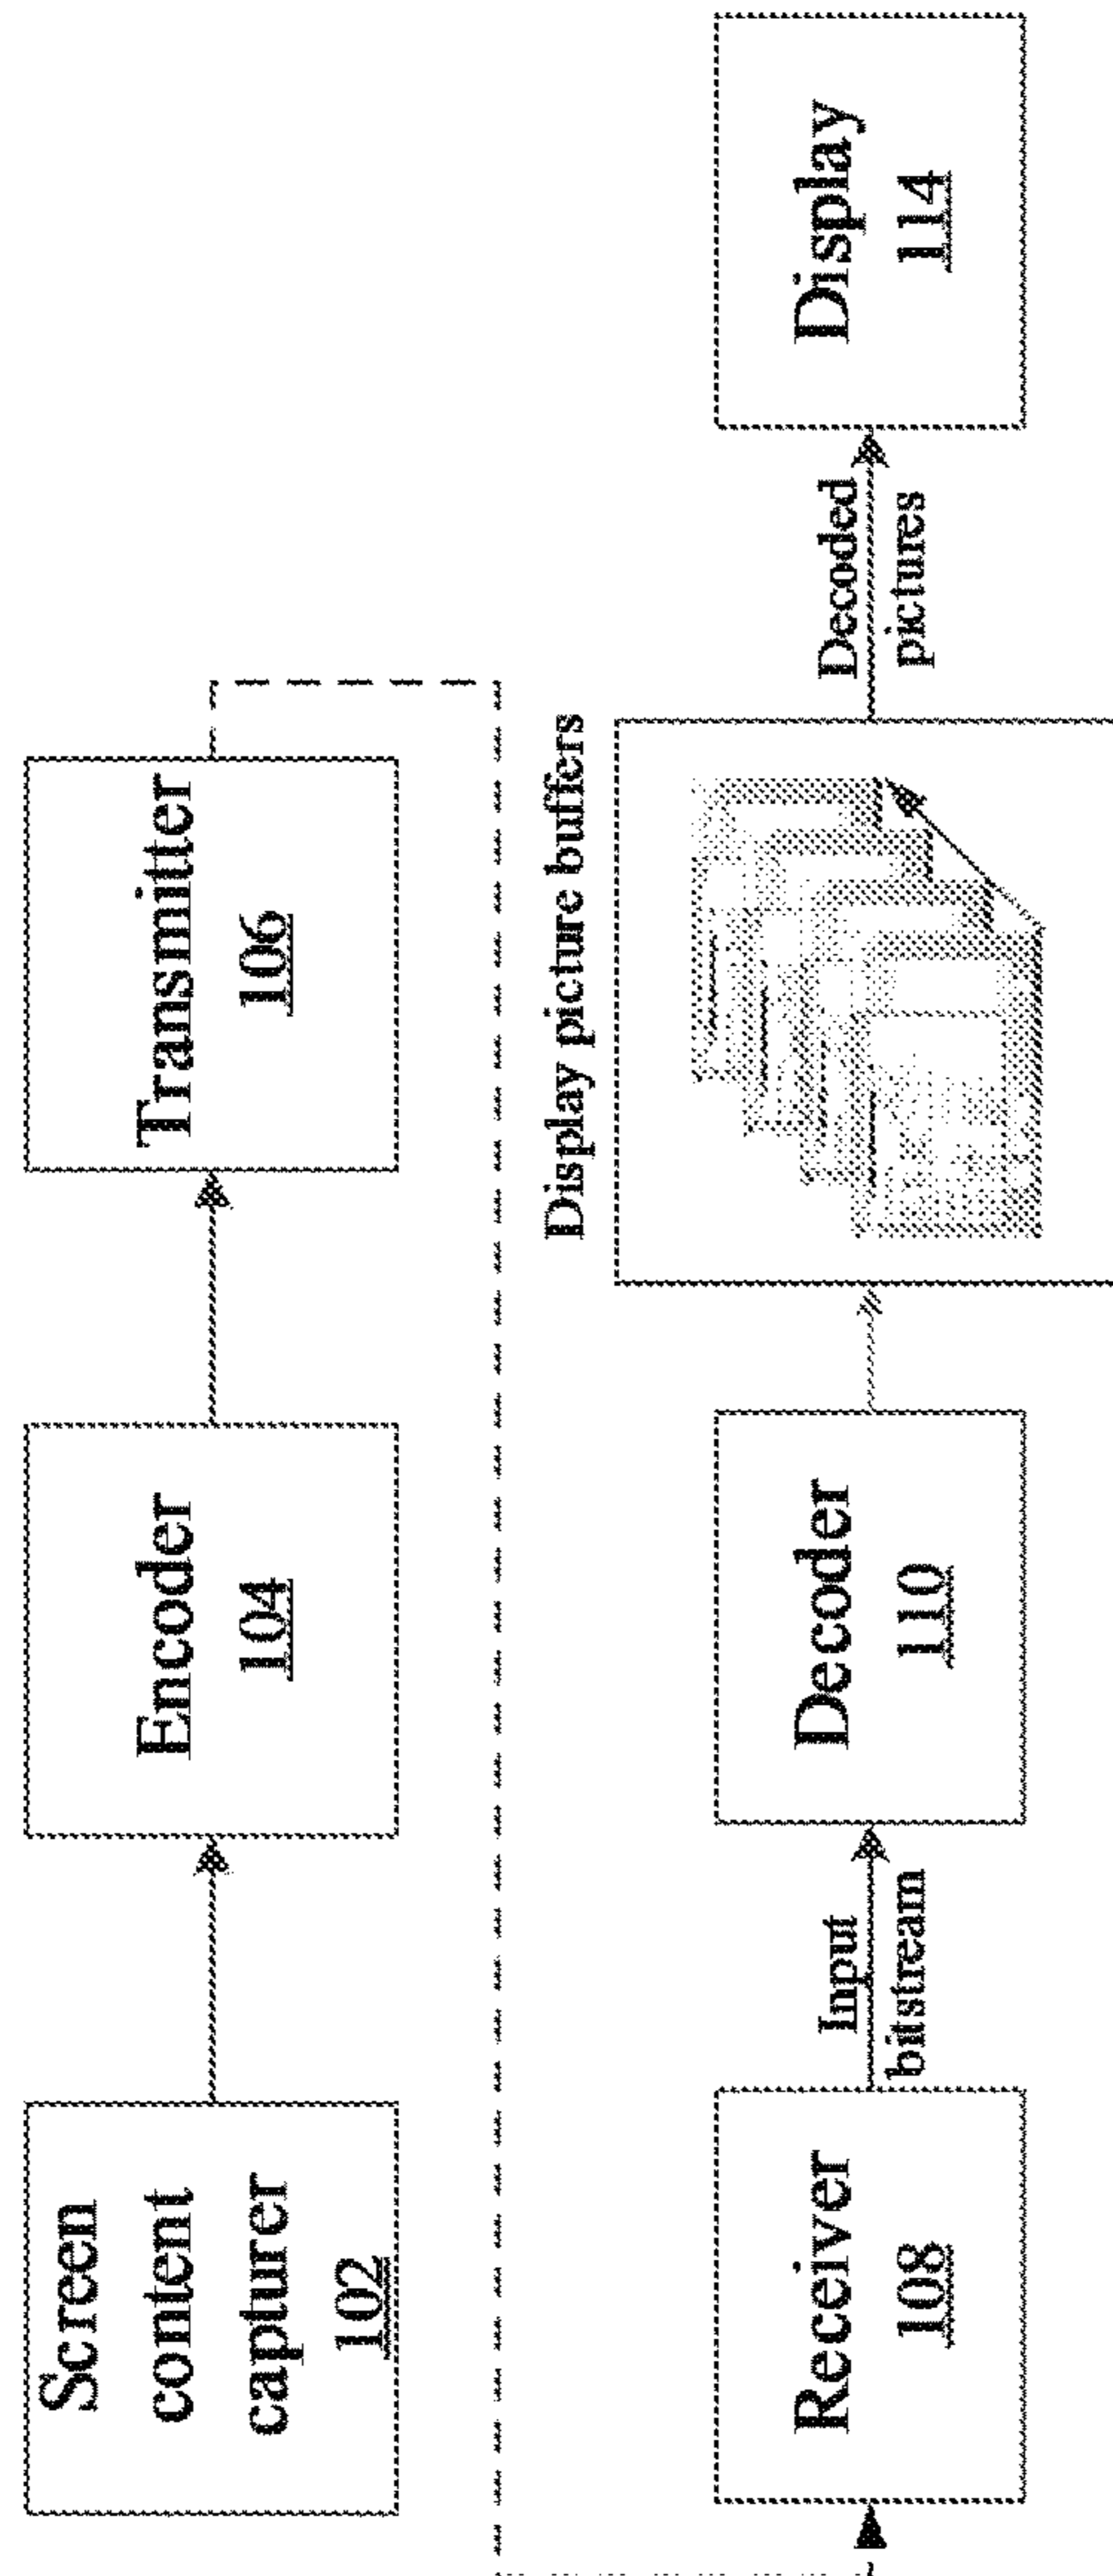 Screen
content
capturer
102
Encoder
104
Transmitter
106
Receiver
108
Input
bitstream
Decoder
110
Display picture buffers
Decoded
pictures
Display
114